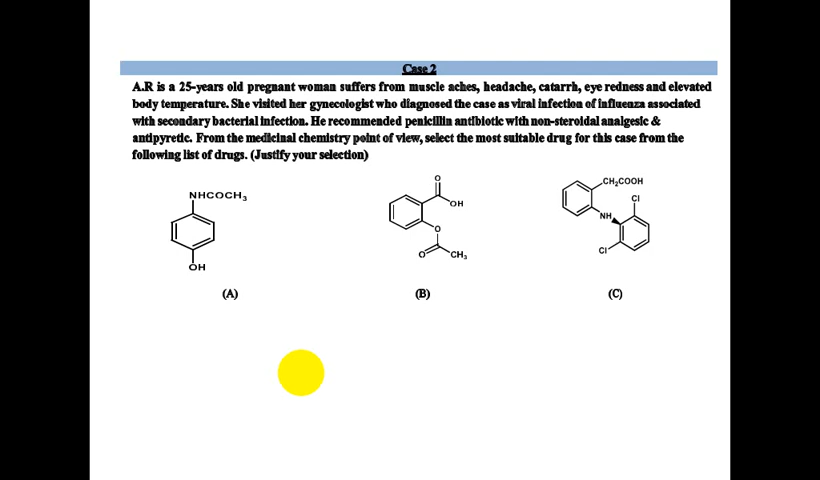 Case 2
A.R is a 25-years old pregnant woman suffers from muscle aches, headache, catarrh, eye redness and elevated
body temperature. She visited her gynecologist who diagnosed the case as viral infection of influenza associated
with secondary bacterial infection. He recommended penicillin antibiotic with non-steroidal analgesic &
antipyretic. From the medicinal chemistry point of view, select the most suitable drug for this case from the
following list of drugs. (Justify your selection)
NHCOCH3
OH
O
OH
O
O
CH3
CH2COOH
Cl
NH
Cl
(A)
(B)
(C)